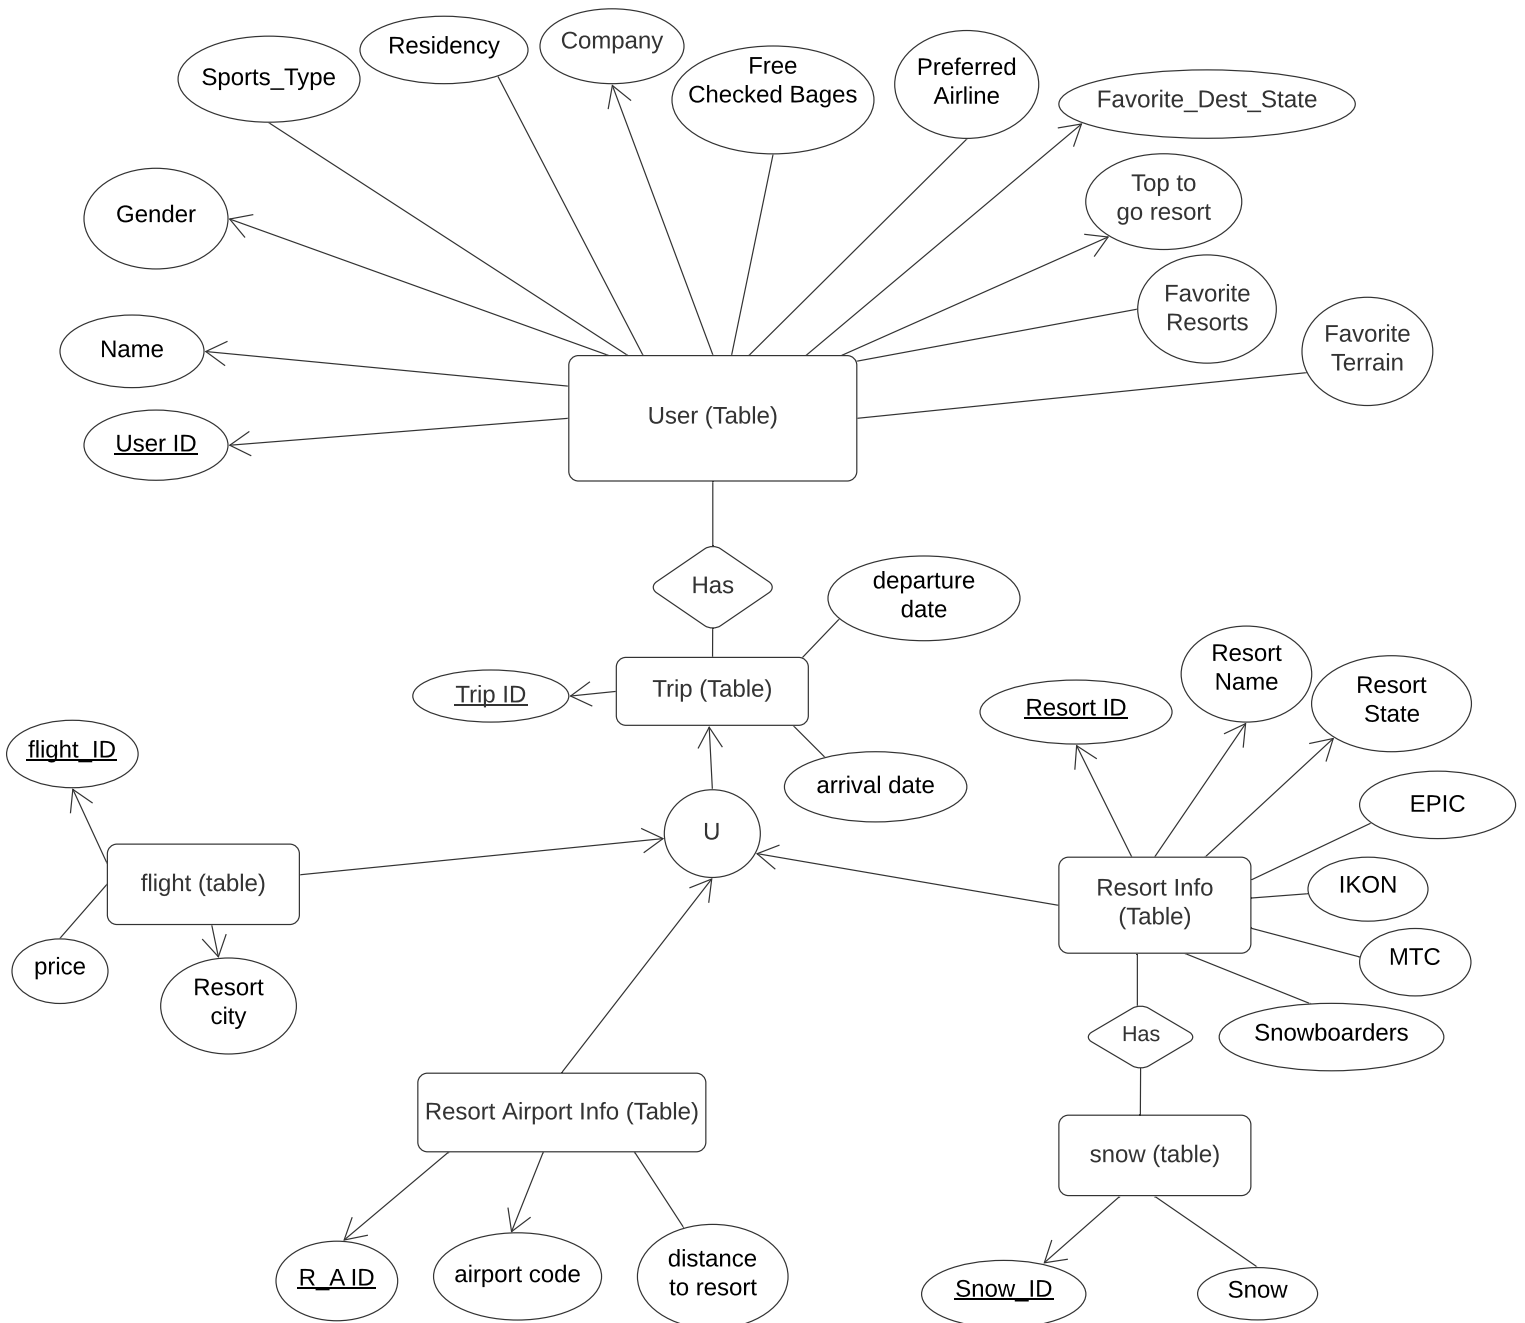 Sports_Type
Residency
Company
Free
Checked Bages
Preferred
Airline
Favorite_Dest_State
Top to
go resort
Gender
Favorite
Resorts
Favorite
Terrain
Name
User (Table)
User ID
Has
departure
date
Trip ID
Trip (Table)
Resort ID
Resort
Name
Resort
State
flight_ID
arrival date
EPIC
U
flight (table)
Resort Info
(Table)
IKON
MTC
price
Resort
city
Has
Snowboarders
Resort Airport Info (Table)
snow (table)
R_A ID
airport code
distance
to resort
Snow_ID
Snow